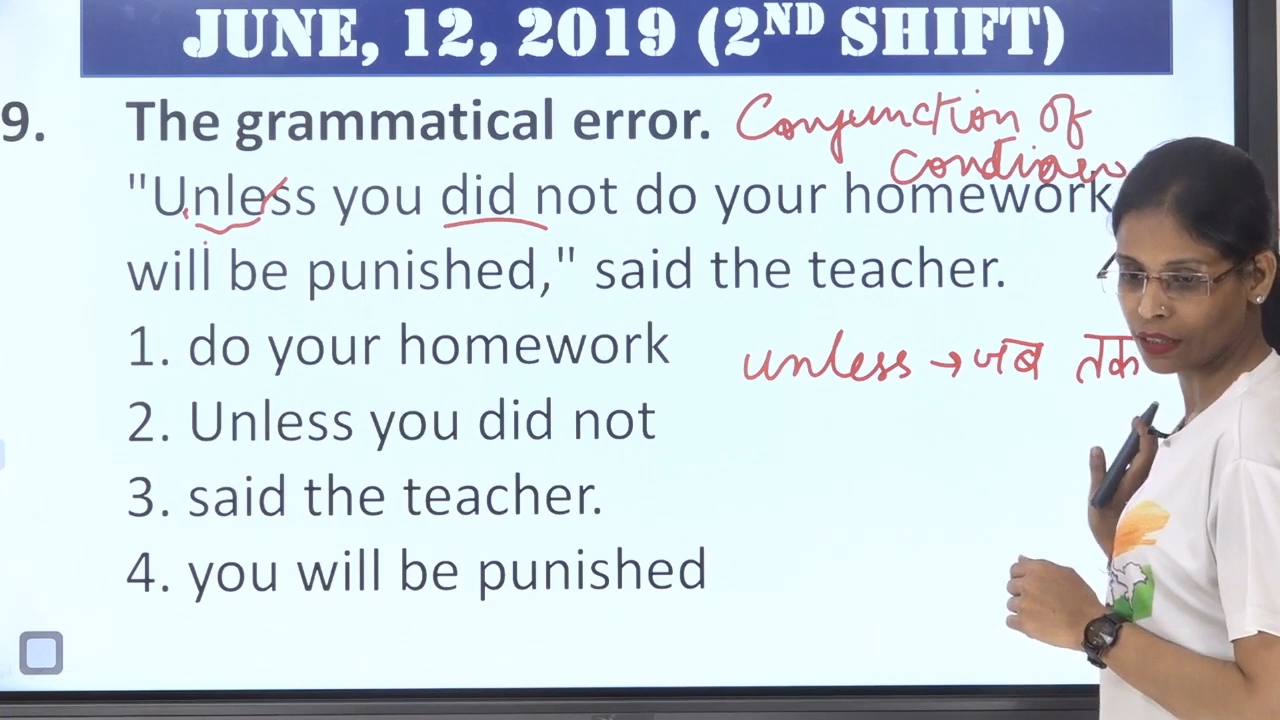 JUNE, 12, 2019 (2ND SHIFT)
9. The grammatical error.
Conjunction of
"Unless you did not do your homework
will be punished," said the teacher.
1. do your homework
unless → जब तक
2. Unless you did not
3. said the teacher.
4. you will be punished